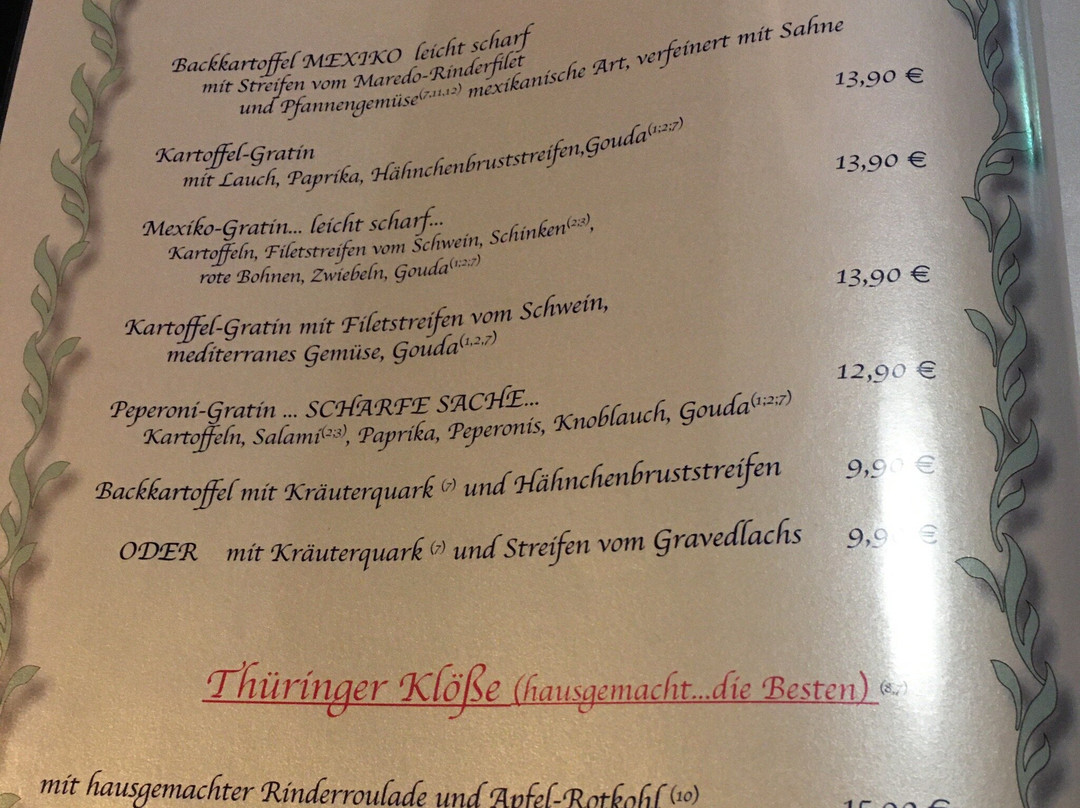 Backkartoffel MEXIKO leicht scharf
mit Streifen vom Maredo-Rinderfilet
und Pfannengemüse(7,11,12) mexikanische Art, verfeinert mit Sahne
13,90 €
Kartoffel-Gratin
mit Lauch, Paprika, Hähnchenbruststreifen,Gouda(1;2;7)
13,90 €
Mexiko-Gratin... leicht scharf...
Kartoffeln, Filetstreifen vom Schwein, Schinken(2;3),
rote Bohnen, Zwiebeln, Gouda(1;2;7)
13,90 €
Kartoffel-Gratin mit Filetstreifen vom Schwein,
mediterranes Gemüse, Gouda(1,2,7)
12,90 €
Peperoni-Gratin ... SCHARFE SACHE...
Kartoffeln, Salami(2;3), Paprika, Peperonis, Knoblauch, Gouda(1;2;7)
9,90 €
Backkartoffel mit Kräuterquark (7) und Hähnchenbruststreifen
ODER mit Kräuterquark (7) und Streifen vom Gravedlachs
€
Thüringer Klöße (hausgemacht...die Besten)
mit hausgemachter Rinderroulade und Apfel-Rotkohl (10)